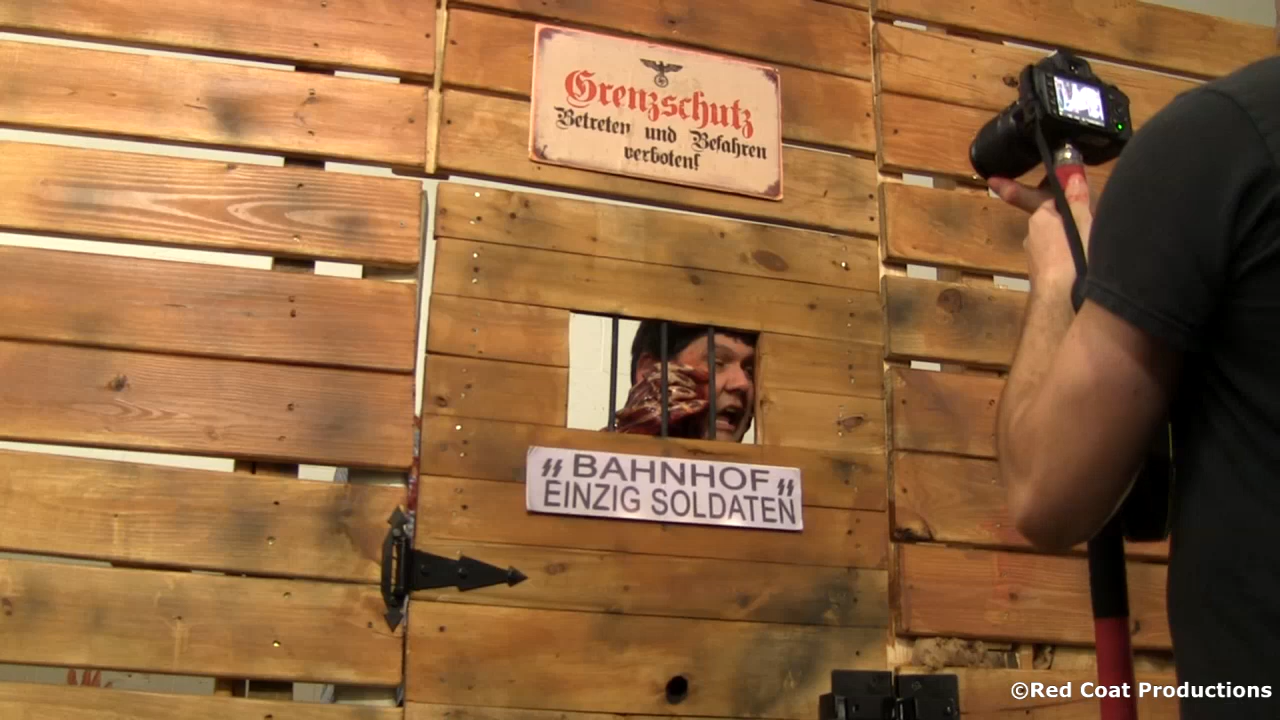 Grenzschutz
Betreten und Befahren
verboten!
BAHNHOF
EINZIG SOLDATEN
©Red Coat Productions